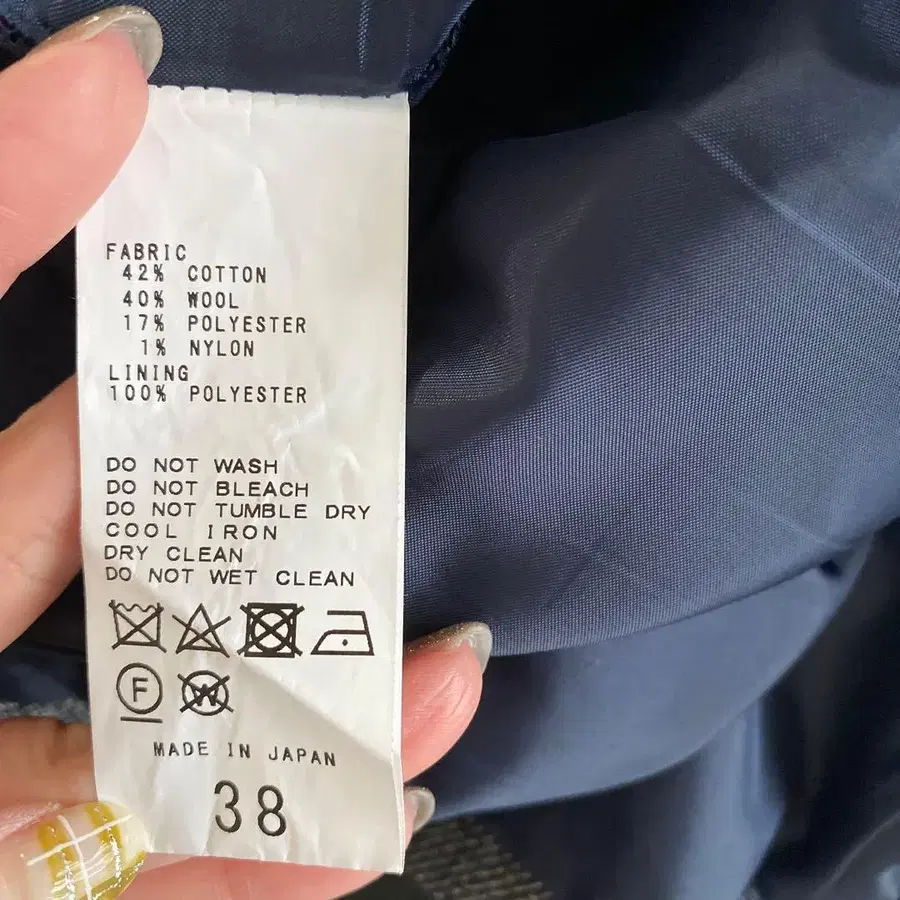 FABRIC
42% COTTON
40% WOOL
17% POLYESTER
1% NYLON
LINING
100% POLYESTER
DO NOT WASH
DO NOT BLEACH
DO NOT TUMBLE DRY
COOL IRON
DRY CLEAN
DO NOT WET CLEAN
F W
MADE IN JAPAN
38